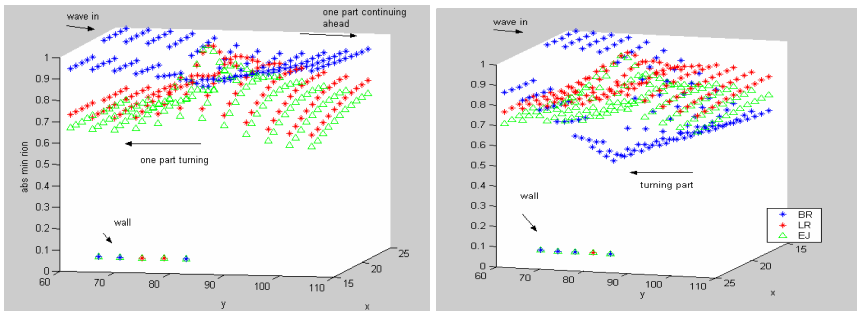 wave in
one part continuing
ahead
1
0.9
0.8
0.7
0.6
0.5
0.4
0.3
0.2
0.1
0
abs min rion
one part turning
wall
60
70
80
90
100
110
y
15
20
25
x
wave in
1
0.9
0.8
0.7
0.6
0.5
0.4
0.3
0.2
0.1
0
turning part
wall
BR
LR
EJ
60
70
80
90
100
110
y
25
20
15
x